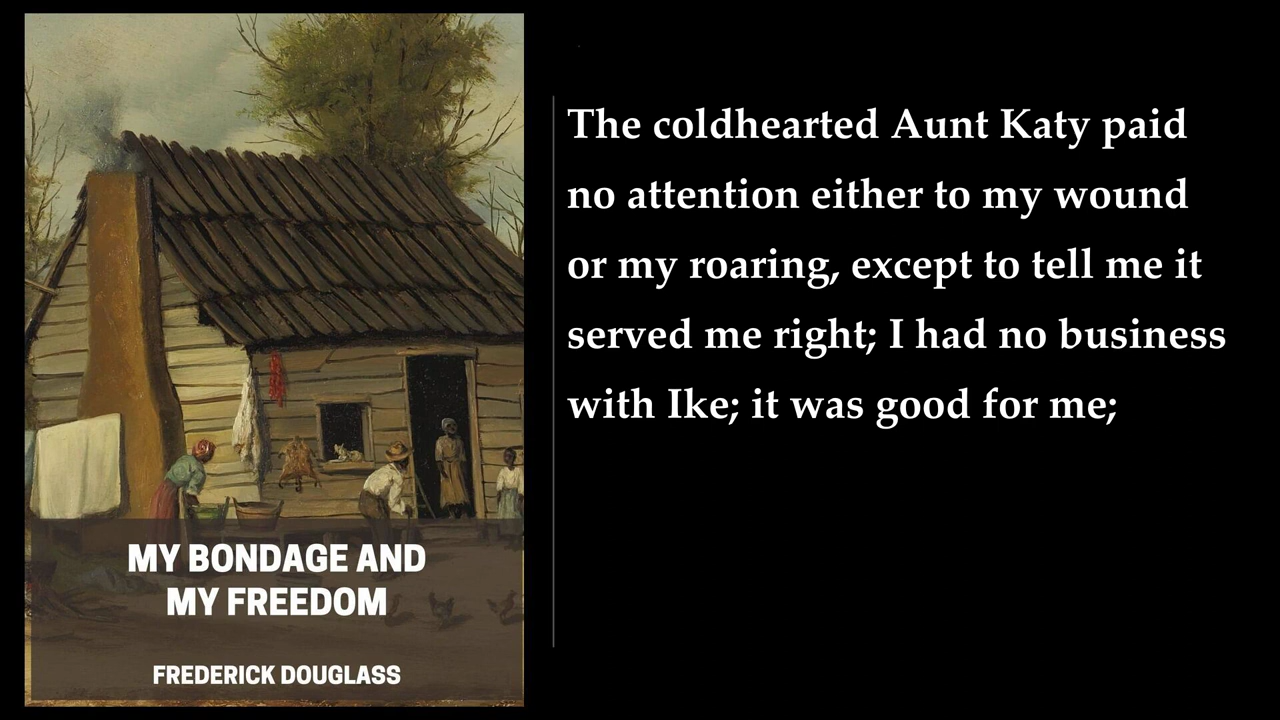 MY BONDAGE AND
MY FREEDOM
FREDERICK DOUGLASS
The coldhearted Aunt Katy paid
no attention either to my wound
or my roaring, except to tell me it
served me right; I had no business
with Ike; it was good for me;